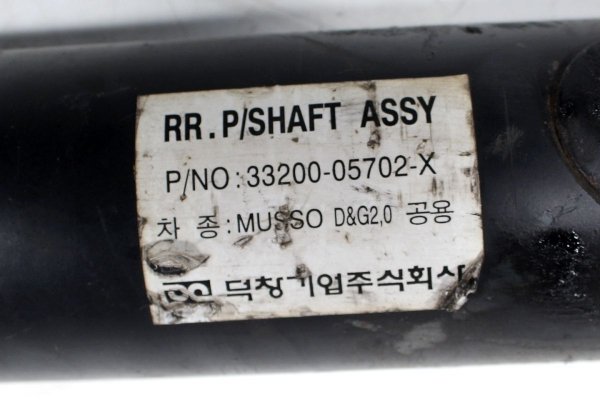 RR. P/SHAFT ASSY
P/NO : 33200-05702-X
차 종 : MUSSO D&G2,0 공용
덕창기업주식회사